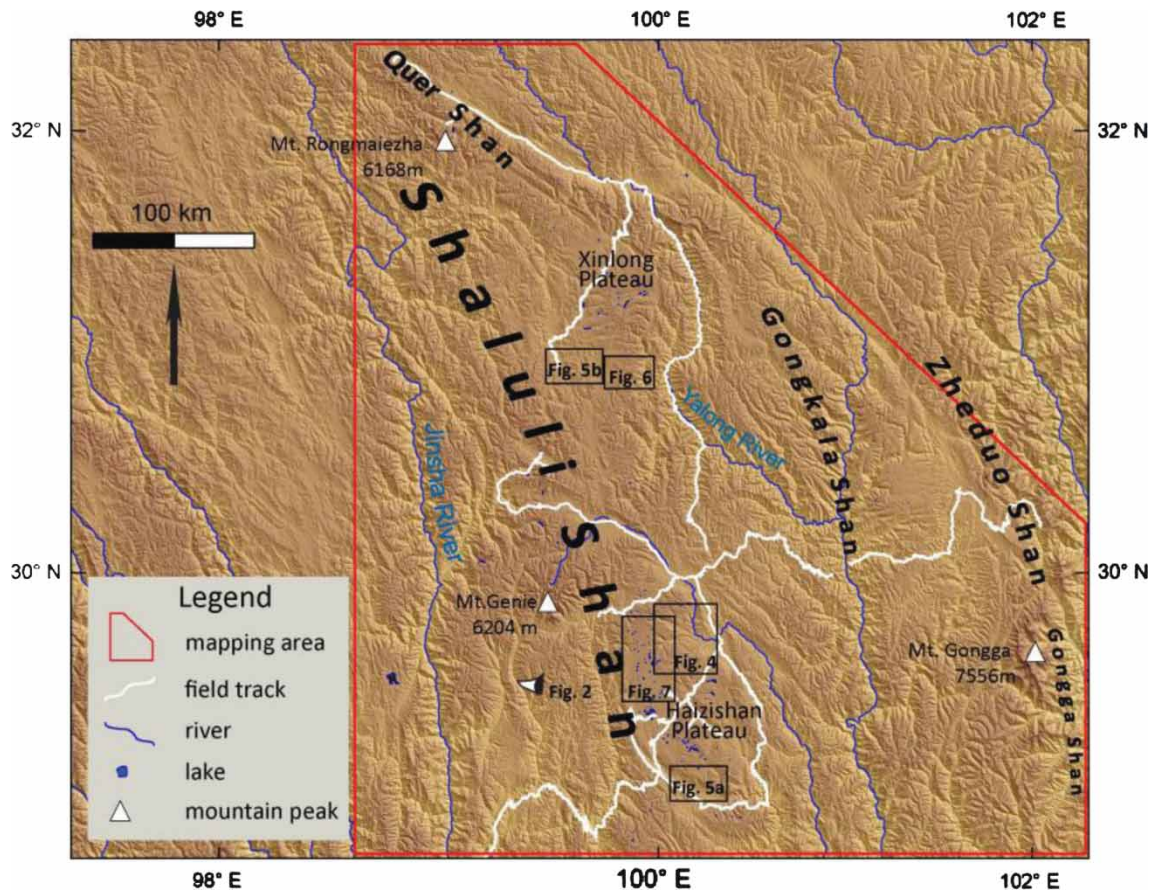 98° E
100° E
102° E
32° N
32° N
Quer Shan
Mt. Rongmaiezha
6168m
100 km
Shaluli Shan
Xinlong
Plateau
Gongkala Shan
Zheduo Shan
Fig. 5b
Fig. 6
Yalong River
Jinsha River
30° N
30° N
Legend
mapping area
field track
river
lake
mountain peak
Mt.Genie
6204 m
Fig. 4
Mt. Gongga
7556m
Gongga Shan
Fig. 2
Fig. 7
Haizishan
Plateau
Fig. 5a
98° E
100° E
102° E